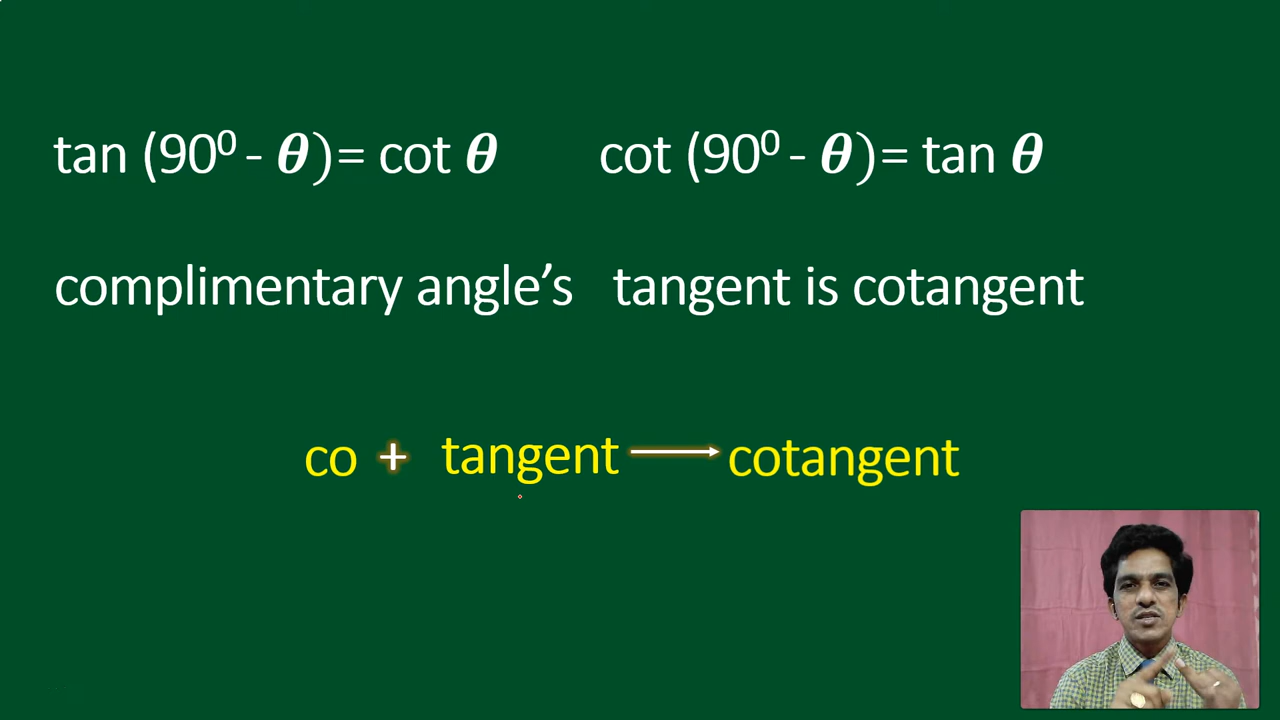 tan (90⁰ - θ)= cot θ cot (90⁰ - θ)= tan θ
complimentary angle’s tangent is cotangent
co + tangent → cotangent